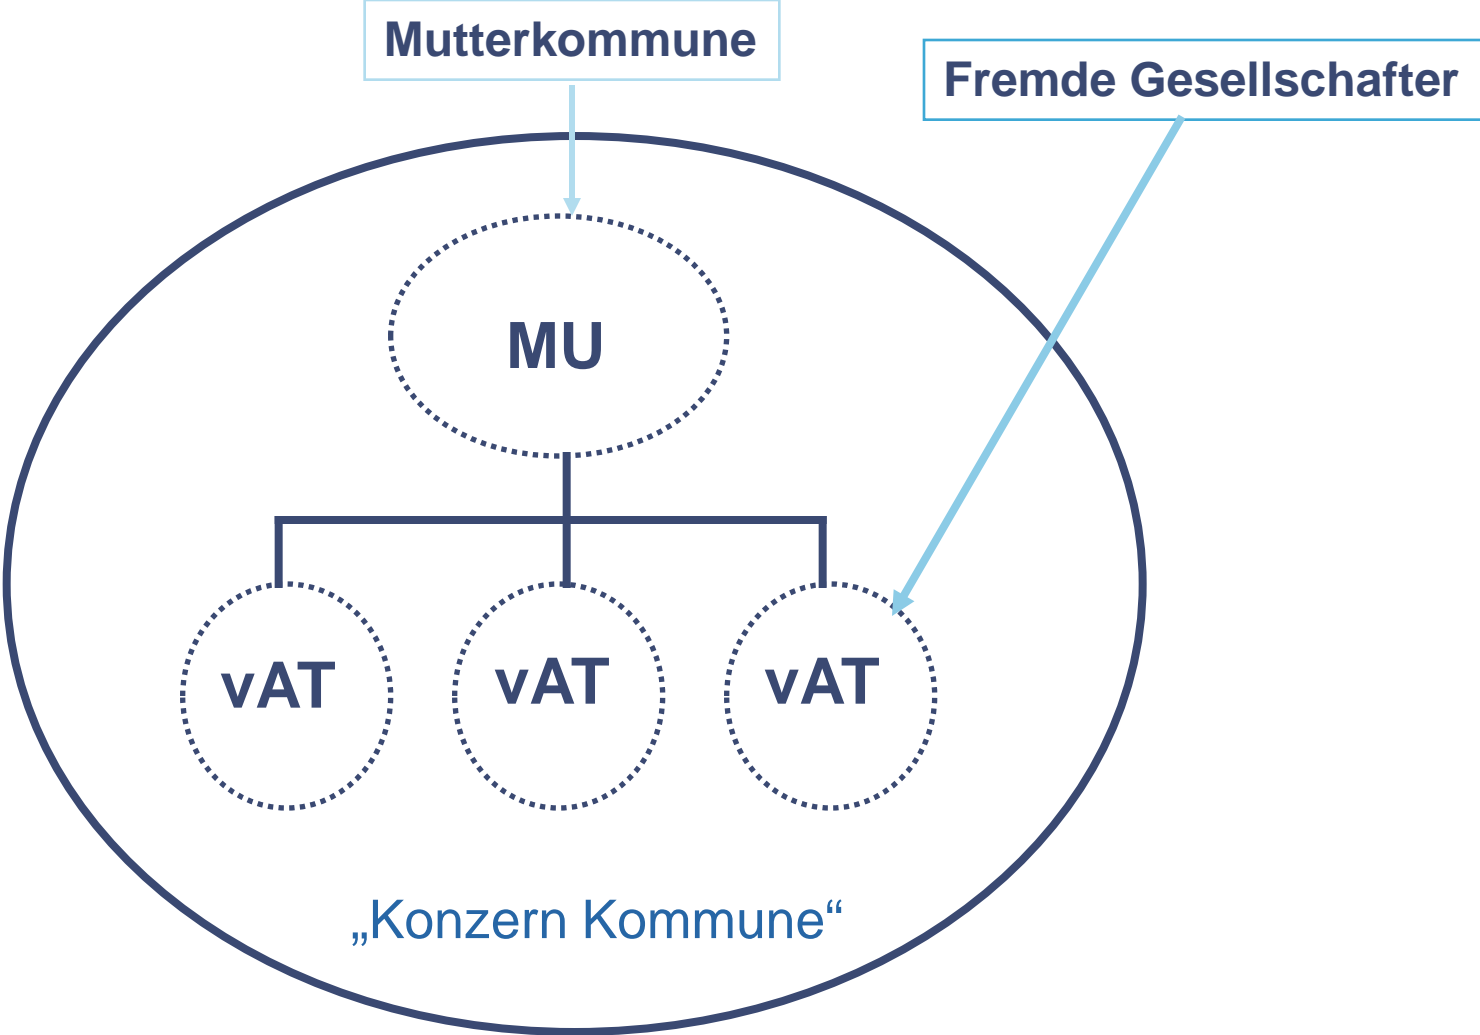 Mutterkommune
Fremde Gesellschafter
MU
vAT
vAT
vAT
„Konzern Kommune“